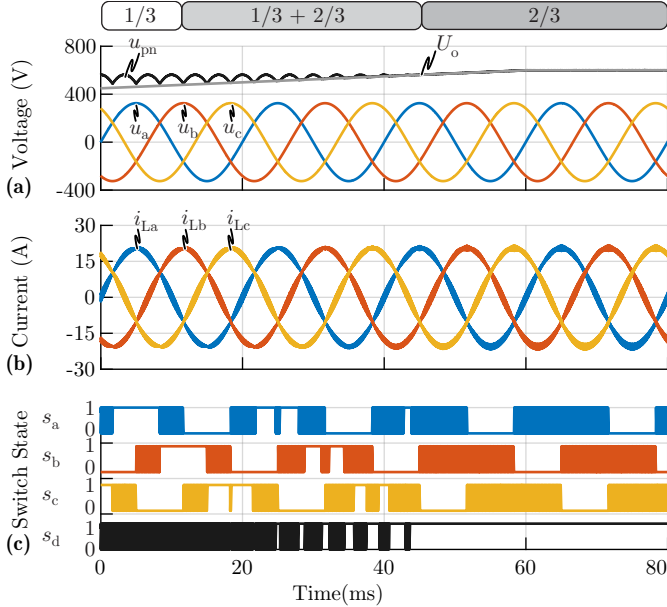 1/3 1/3 + 2/3 2/3
800
400
0
-400
Voltage (V)
u_pn U_o
u_a u_b u_c
(a)
30
15
0
-15
-30
Current (A)
i_La i_Lb i_Lc
(b)
Switch State
s_a 1 0
s_b 1 0
s_c 1 0
s_d 1 0
(c)
0 20 40 60 80
Time(ms)